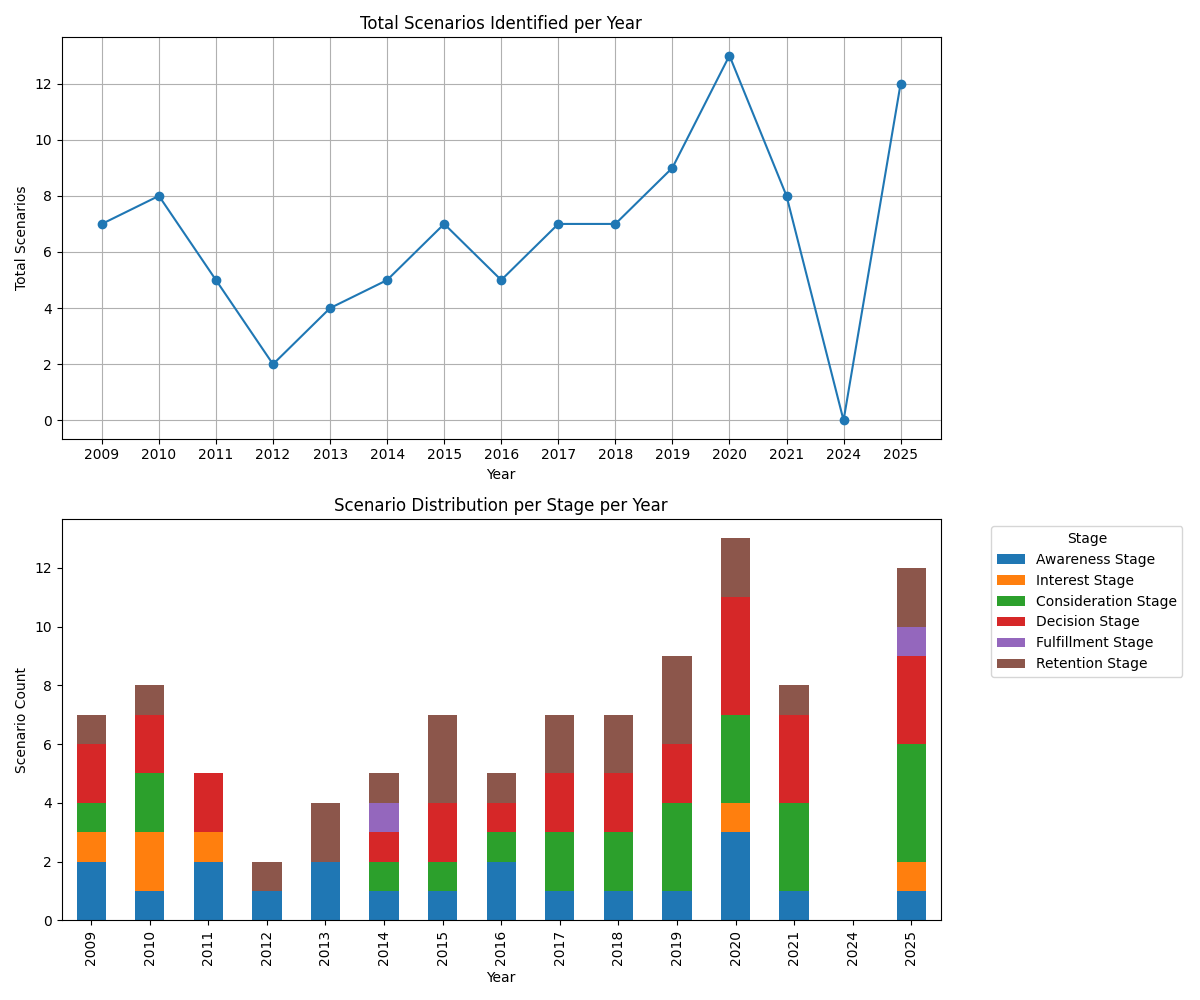 Total Scenarios Identified per Year
Total Scenarios
12
10
8
6
4
2
0
2009 2010 2011 2012 2013 2014 2015 2016 2017 2018 2019 2020 2021 2024 2025
Year
Scenario Distribution per Stage per Year
Scenario Count
12
10
8
6
4
2
0
2009 2010 2011 2012 2013 2014 2015 2016 2017 2018 2019 2020 2021 2024 2025
Year
Stage
Awareness Stage
Interest Stage
Consideration Stage
Decision Stage
Fulfillment Stage
Retention Stage